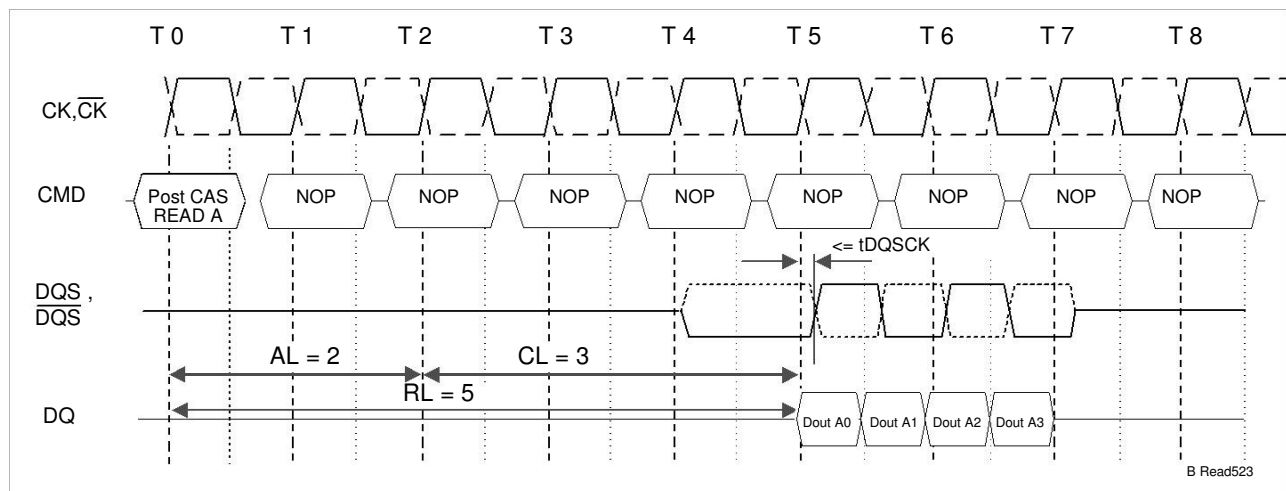 T 0 T 1 T 2 T 3 T 4 T 5 T 6 T 7 T 8
CK,C̅K̅
CMD Post CAS NOP NOP NOP NOP NOP NOP NOP NOP
READ A
<= tDQSCK
DQS ,
D̅Q̅S̅
AL = 2 CL = 3
RL = 5
DQ Dout A0 Dout A1 Dout A2 Dout A3
B Read523